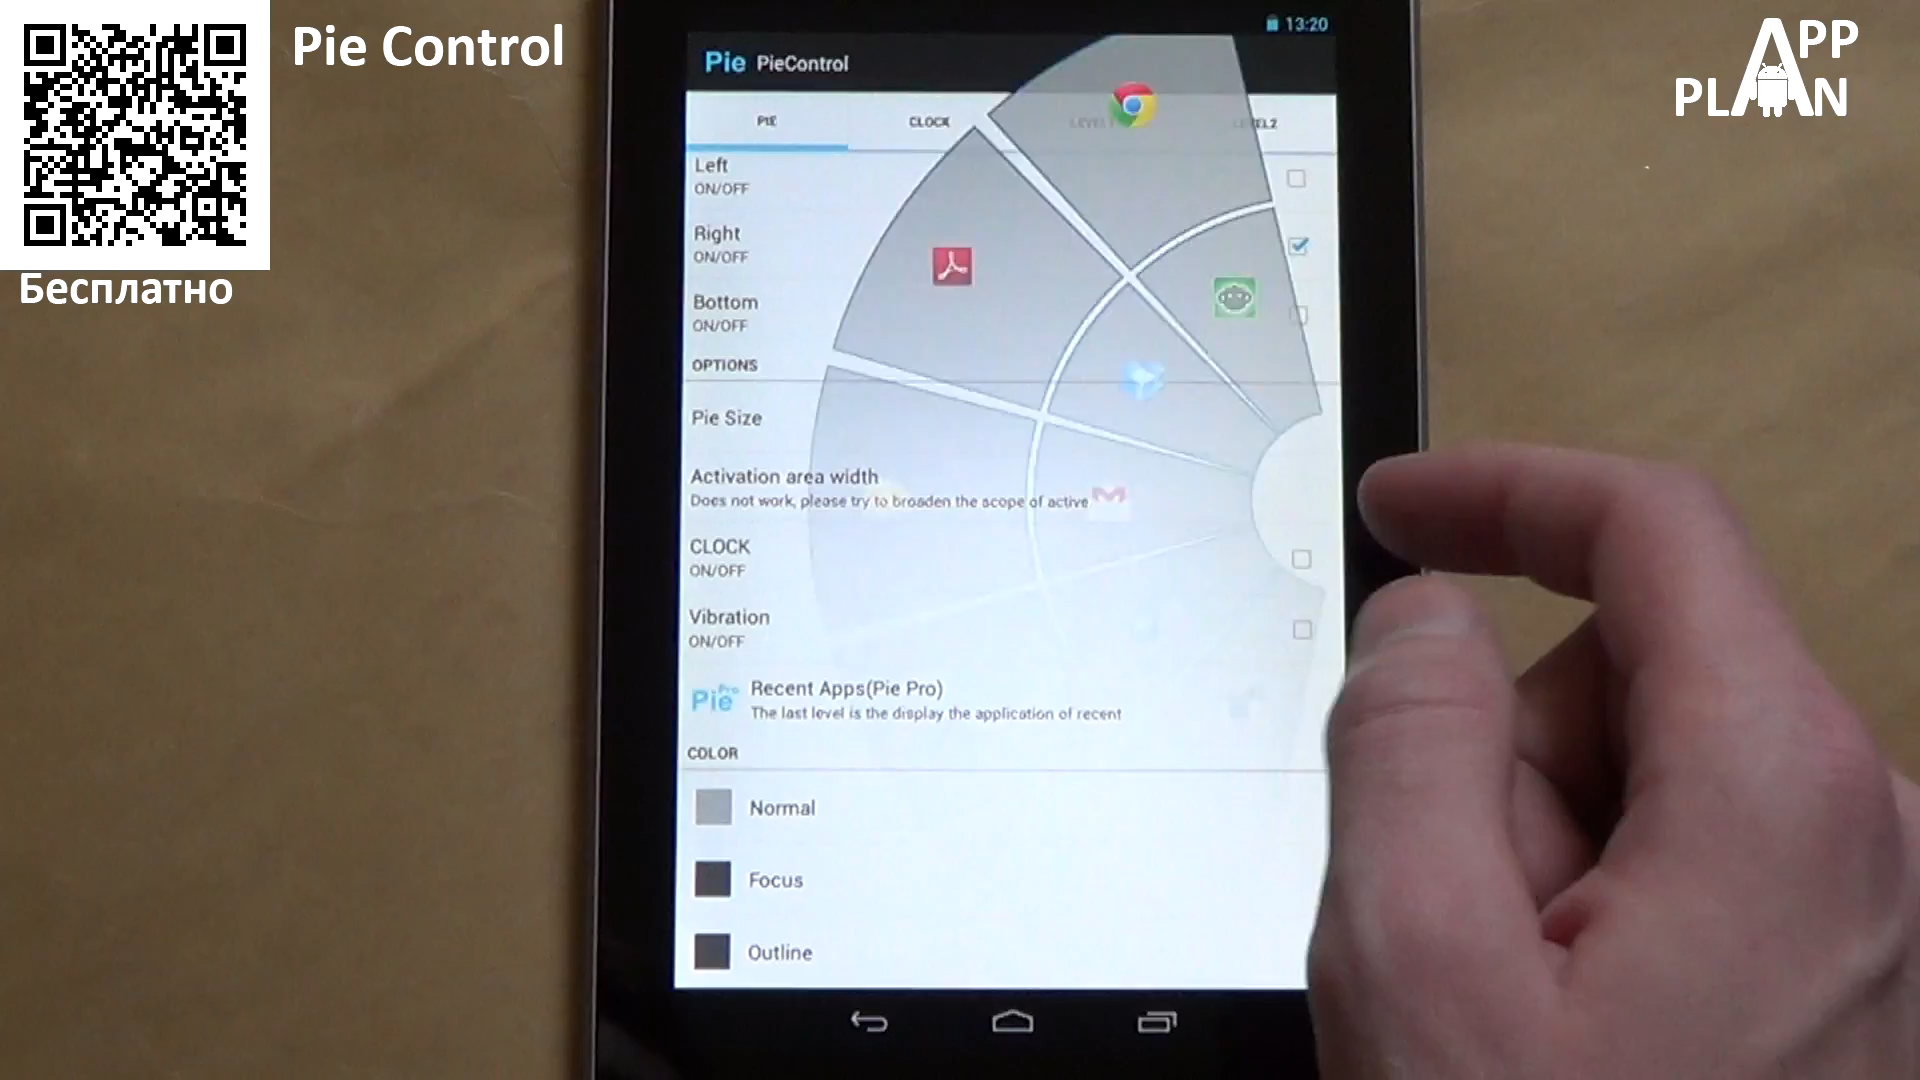 Pie Control
Бесплатно
APP
PLAN
13:20
Pie PieControl
PIE
CLOCK
LEVEL1
LEVEL2
Left
ON/OFF
Right
ON/OFF
Bottom
ON/OFF
OPTIONS
Pie Size
Activation area width
Does not work, please try to broaden the scope of active
CLOCK
ON/OFF
Vibration
ON/OFF
Pie Pro
Recent Apps(Pie Pro)
The last level is the display the application of recent
COLOR
Normal
Focus
Outline